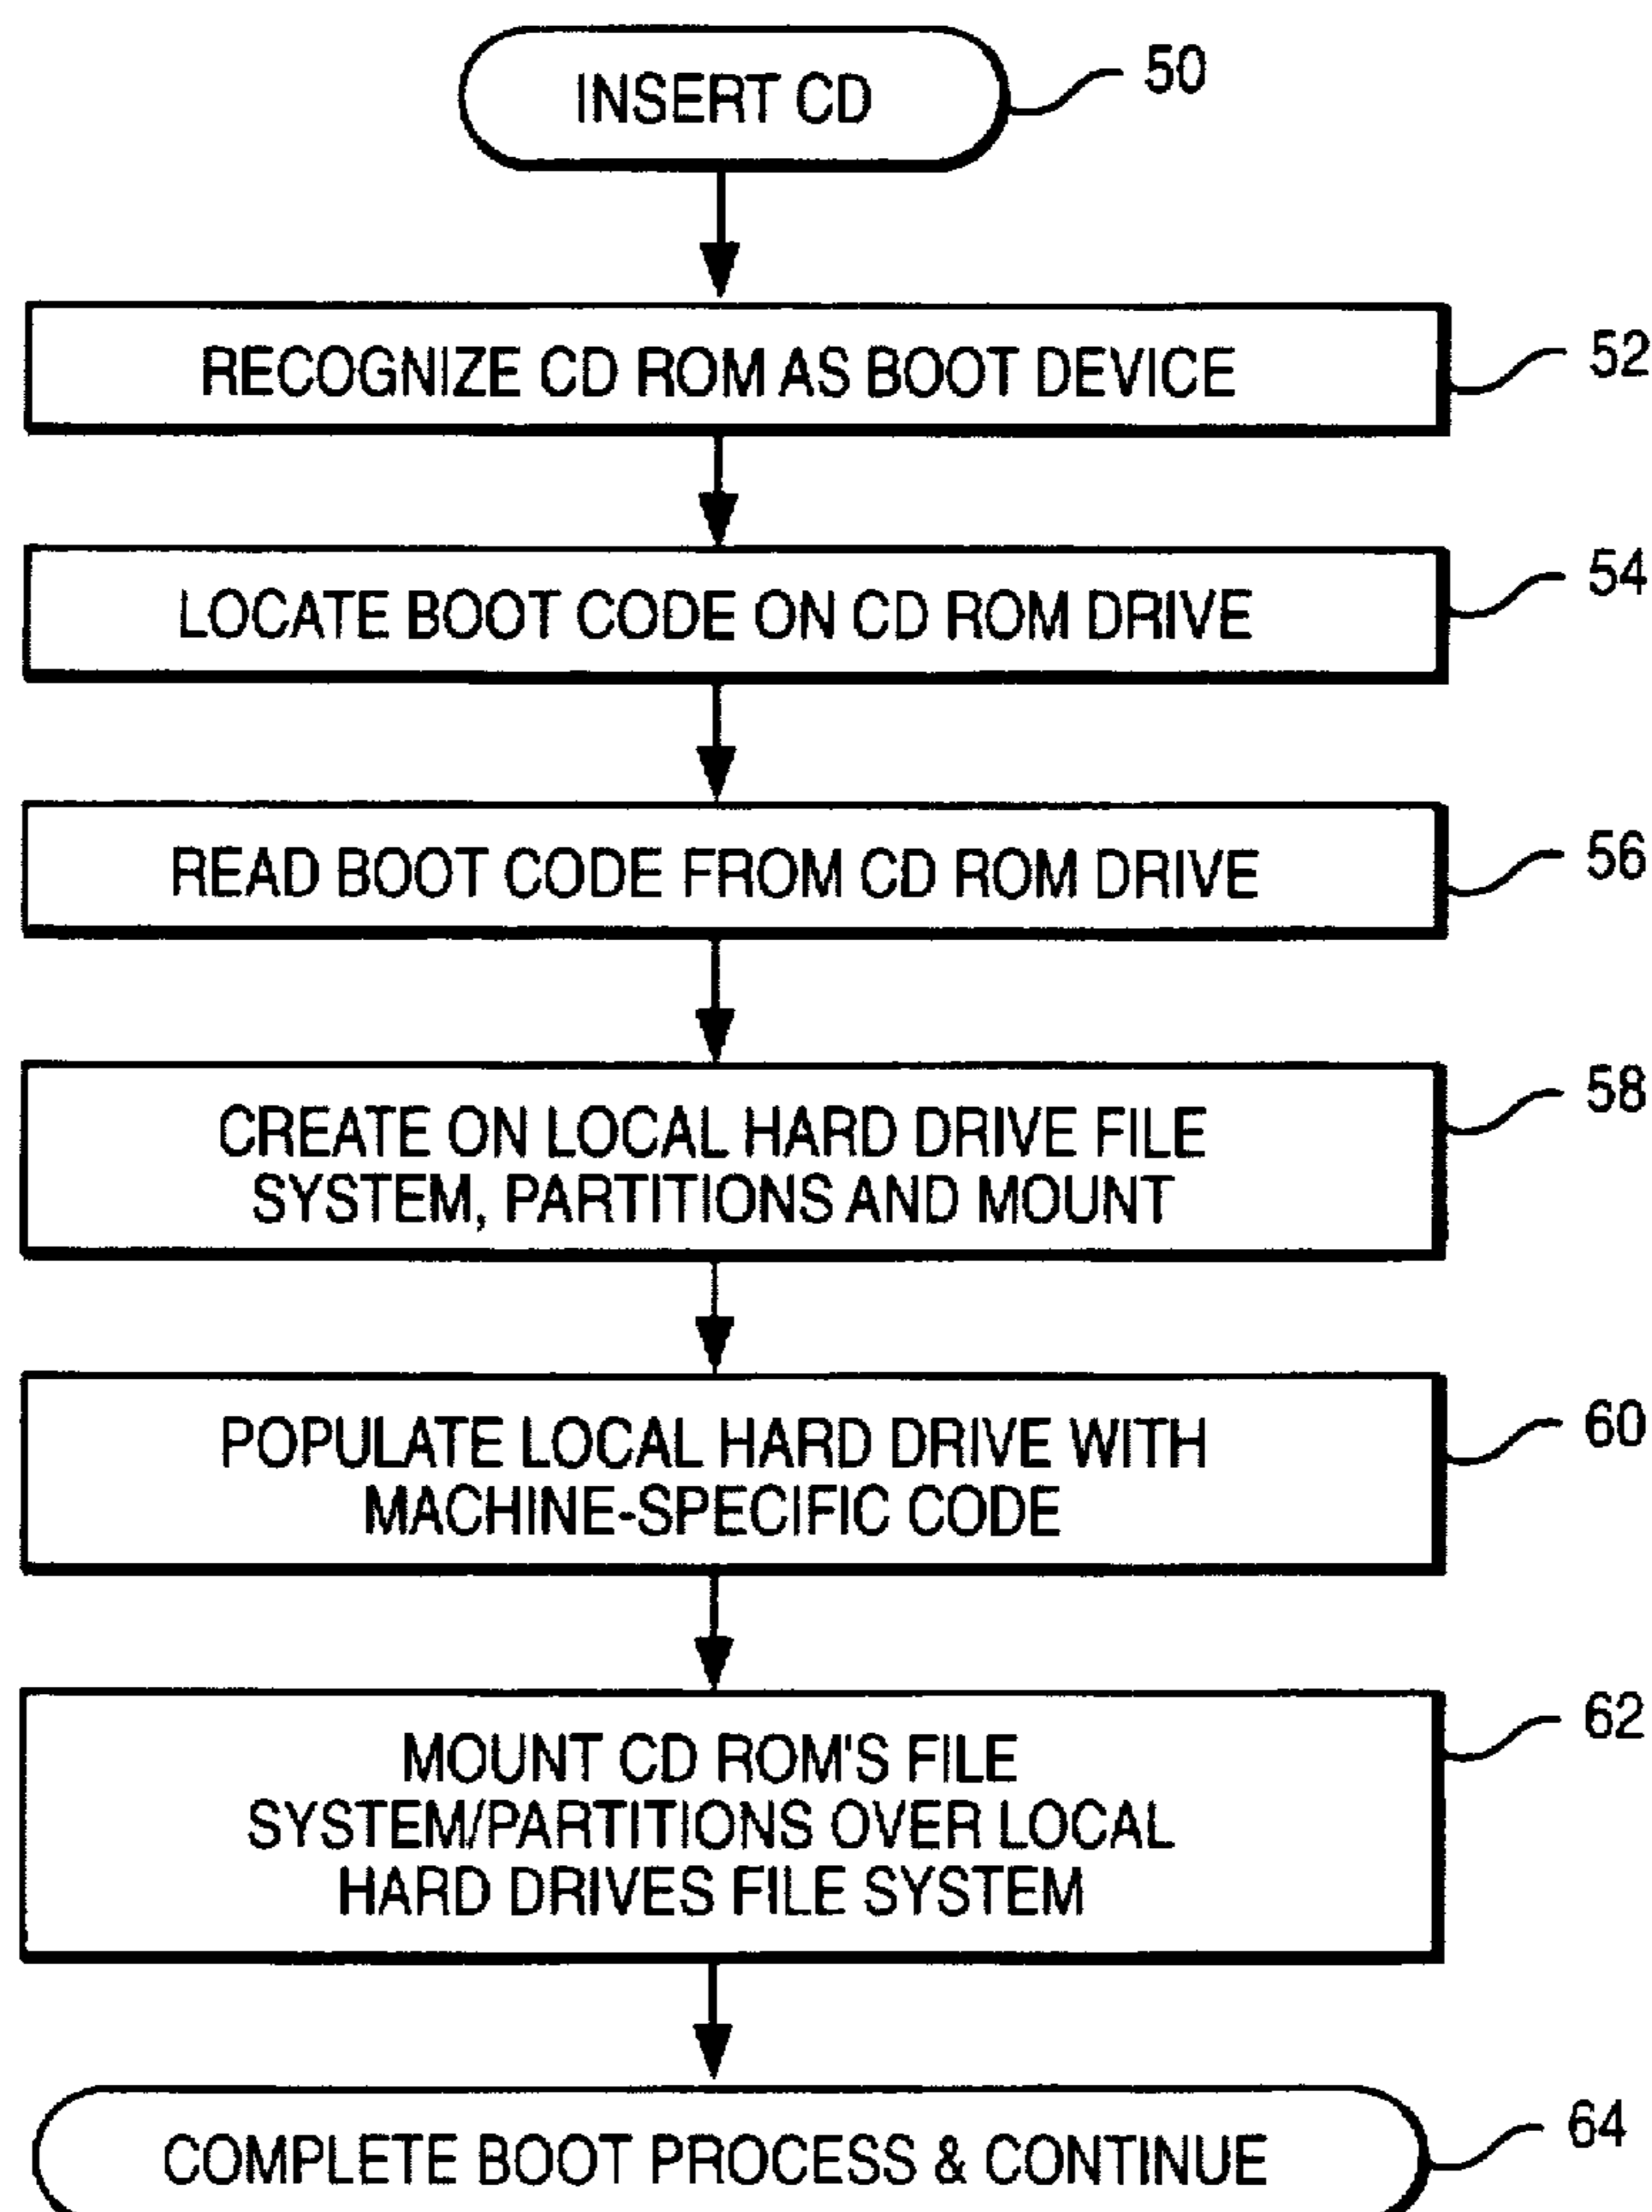 INSERT CD
50
RECOGNIZE CD ROM AS BOOT DEVICE
52
LOCATE BOOT CODE ON CD ROM DRIVE
54
READ BOOT CODE FROM CD ROM DRIVE
56
CREATE ON LOCAL HARD DRIVE FILE
SYSTEM, PARTITIONS AND MOUNT
58
POPULATE LOCAL HARD DRIVE WITH
MACHINE-SPECIFIC CODE
60
MOUNT CD ROM'S FILE
SYSTEM/PARTITIONS OVER LOCAL
HARD DRIVES FILE SYSTEM
62
COMPLETE BOOT PROCESS & CONTINUE
64